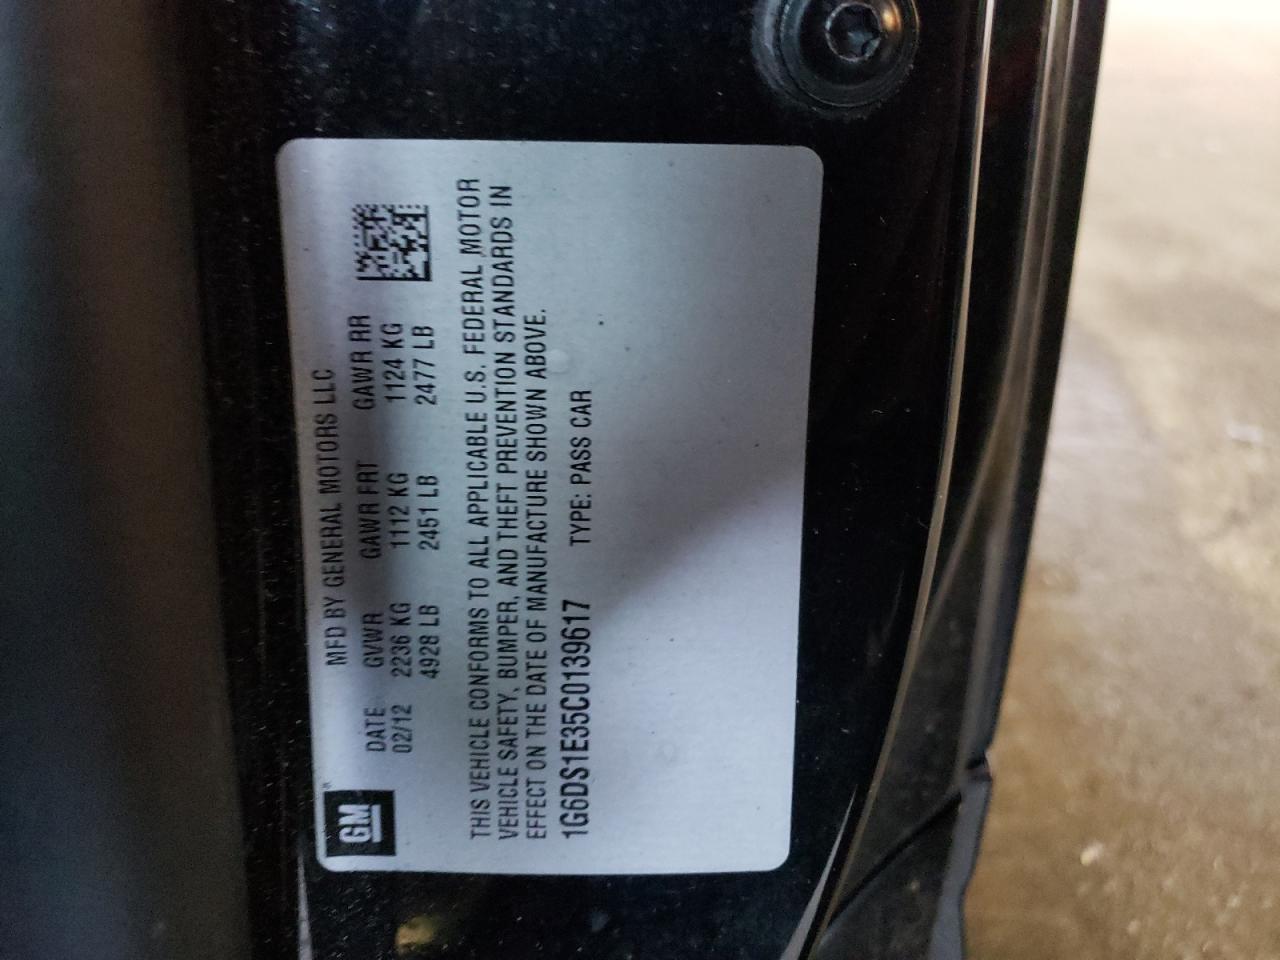 GM
MFD BY GENERAL MOTORS LLC
DATE GVWR GAWR FRT GAWR RR
02/12 2236 KG 1112 KG 1124 KG
4928 LB 2451 LB 2477 LB
THIS VEHICLE CONFORMS TO ALL APPLICABLE U.S. FEDERAL MOTOR
VEHICLE SAFETY, BUMPER, AND THEFT PREVENTION STANDARDS IN
EFFECT ON THE DATE OF MANUFACTURE SHOWN ABOVE.
1G6DS1E35C0139617 TYPE: PASS CAR